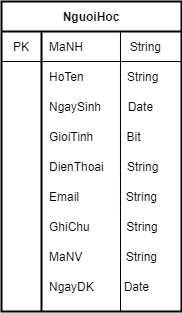 NguoiHoc
PK MaNH String
HoTen String
NgaySinh Date
GioiTinh Bit
DienThoai String
Email String
GhiChu String
MaNV String
NgayDK Date